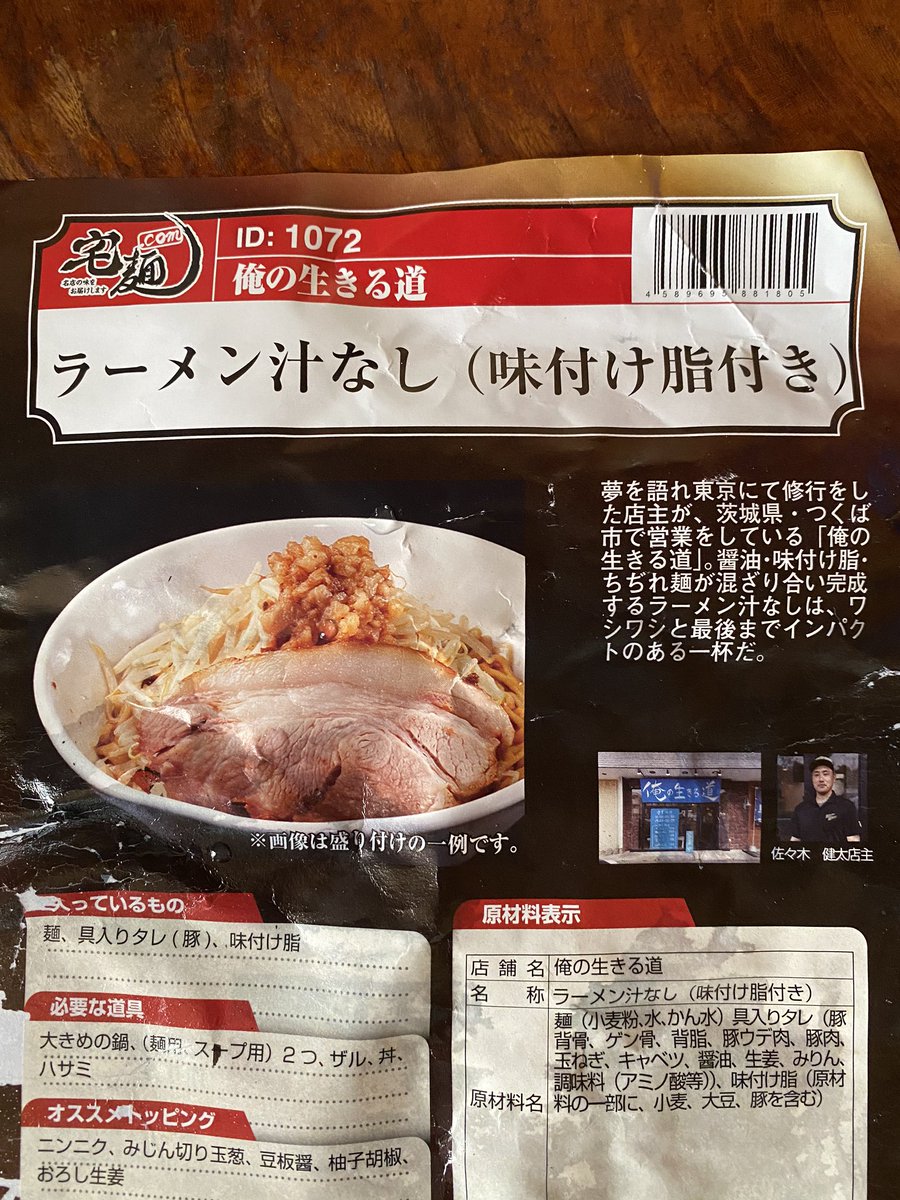 宅麺
.com
名店の味を
お届けします
ID: 1072
俺の生きる道
4589695881805
ラーメン汁なし（味付け脂付き）
夢を語れ東京にて修行をし
た店主が、茨城県・つくば
市で営業をしている「俺の
生きる道」。醤油・味付け脂・
ちぢれ麺が混ざり合い完成
するラーメン汁なしは、ワ
シワシと最後までインパク
トのある一杯だ。
※画像は盛り付けの一例です。
俺の生きる道
佐々木　健太店主
入っているもの
麺、具入りタレ(豚)、味付け脂
必要な道具
大きめの鍋、(麺用、スープ用) 2つ、ザル、丼、
ハサミ
オススメトッピング
ニンニク、みじん切り玉葱、豆板醤、柚子胡椒、
おろし生姜
原材料表示
店舗名 俺の生きる道
名称 ラーメン汁なし（味付け脂付き）
原材料名 麺（小麦粉、水、かん水）具入りタレ（豚
背骨、ゲン骨、背脂、豚ウデ肉、豚肉、
玉ねぎ、キャベツ、醤油、生姜、みりん、
調味料（アミノ酸等））、味付け脂（原材
料の一部に、小麦、大豆、豚を含む）